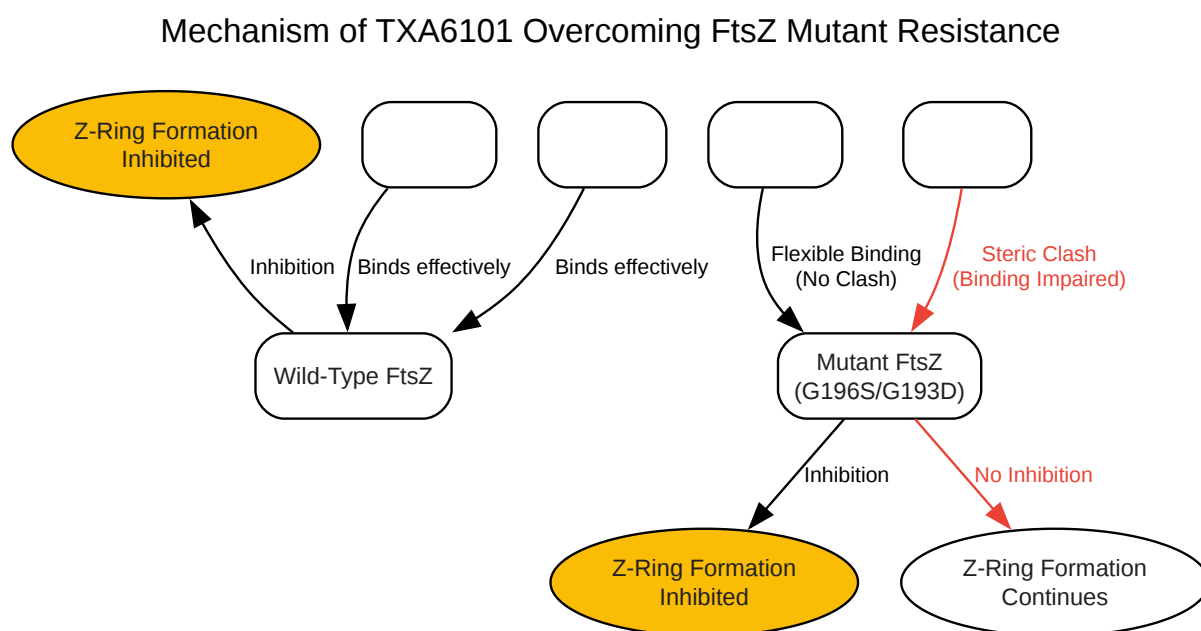 Mechanism of TXA6101 Overcoming FtsZ Mutant Resistance
Z-Ring Formation
Inhibited
Inhibition
Binds effectively
Binds effectively
Flexible Binding
(No Clash)
Steric Clash
(Binding Impaired)
Wild-Type FtsZ
Mutant FtsZ
(G196S/G193D)
Inhibition
No Inhibition
Z-Ring Formation
Inhibited
Z-Ring Formation
Continues